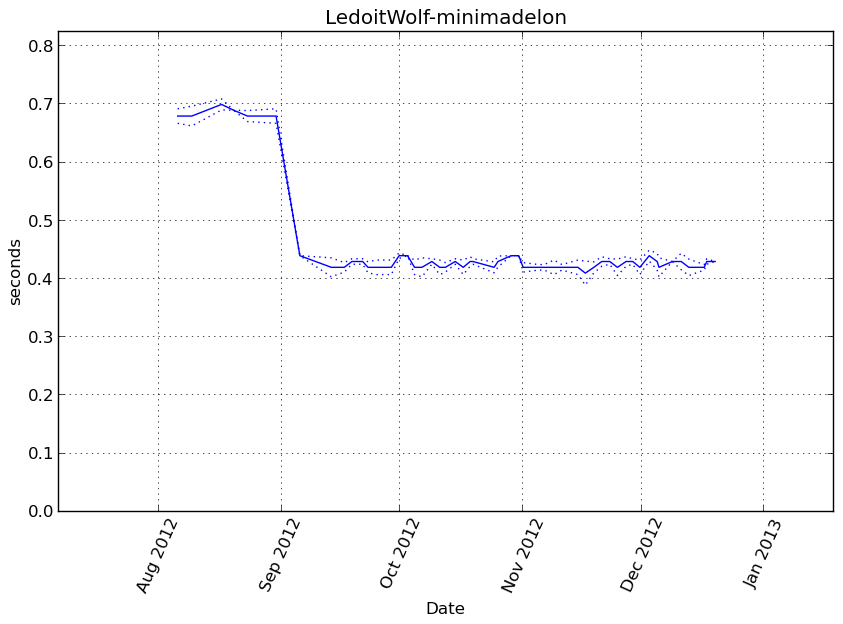 LedoitWolf-minimadelon
0.8
0.7
0.6
0.5
0.4
0.3
0.2
0.1
0.0
seconds
Aug 2012
Sep 2012
Oct 2012
Nov 2012
Dec 2012
Jan 2013
Date